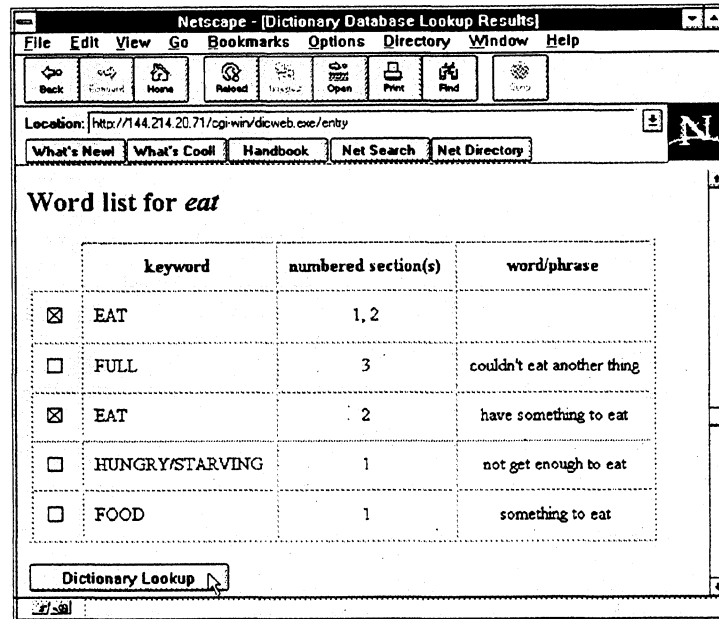 Netscape - [Dictionary Database Lookup Results]
File Edit View Go Bookmarks Options Directory Window Help
Back Forward Home Reload Images Open Print Find Stop
Location: http://144.214.20.71/cgi-win/dicweb.exe/entry
N
What's New! What's Cool! Handbook Net Search Net Directory
Word list for eat
keyword numbered section(s) word/phrase
EAT 1, 2
FULL 3 couldn't eat another thing
EAT 2 have something to eat
HUNGRY/STARVING 1 not get enough to eat
FOOD 1 something to eat
Dictionary Lookup